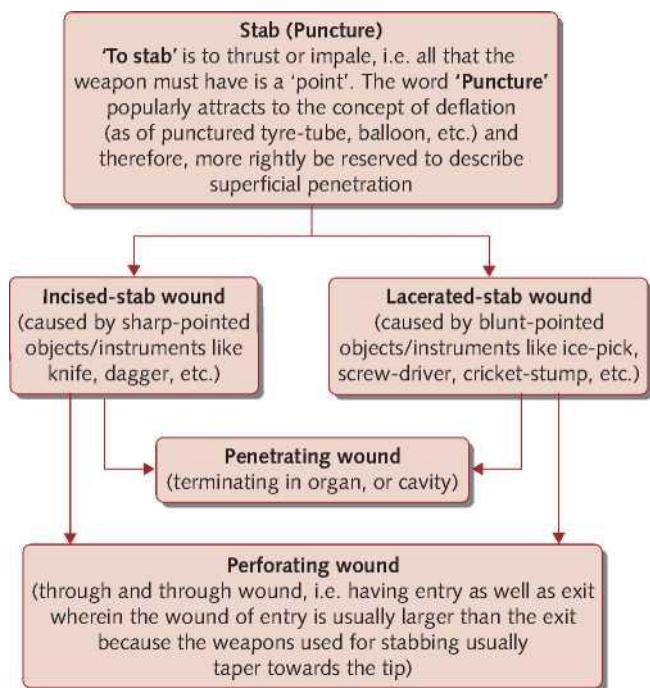 Stab (Puncture)
'To stab' is to thrust or impale, i.e. all that the
weapon must have is a 'point'. The word 'Puncture'
popularly attracts to the concept of deflation
(as of punctured tyre-tube, balloon, etc.) and
therefore, more rightly be reserved to describe
superficial penetration
Incised-stab wound
(caused by sharp-pointed
objects/instruments like
knife, dagger, etc.)
Lacerated-stab wound
(caused by blunt-pointed
objects/instruments like ice-pick,
screw-driver, cricket-stump, etc.)
Penetrating wound
(terminating in organ, or cavity)
Perforating wound
(through and through wound, i.e. having entry as well as exit
wherein the wound of entry is usually larger than the exit
because the weapons used for stabbing usually
taper towards the tip)